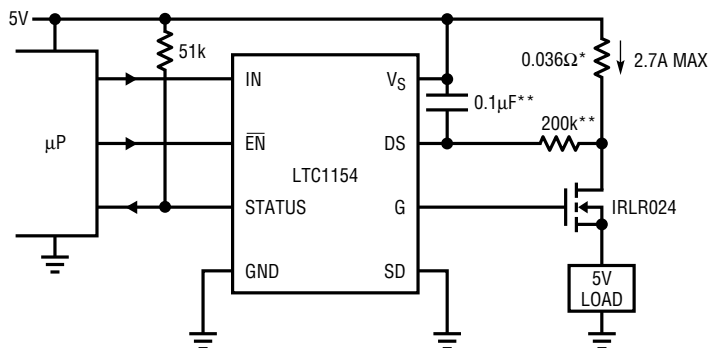 5V
51k
0.036Ω*
2.7A MAX
IN
VS
0.1µF**
200k**
µP
EN
DS
LTC1154
STATUS
G
IRLR024
GND
SD
5V
LOAD